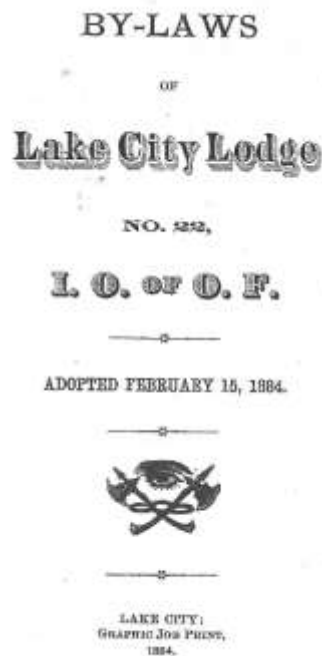 BY-LAWS
OF
Lake City Lodge
NO. 22,
I. O. OF O. F.
ADOPTED FEBRUARY 15, 1884.
LAKE CITY:
GRAPHIC JOB PRINT,
1884.